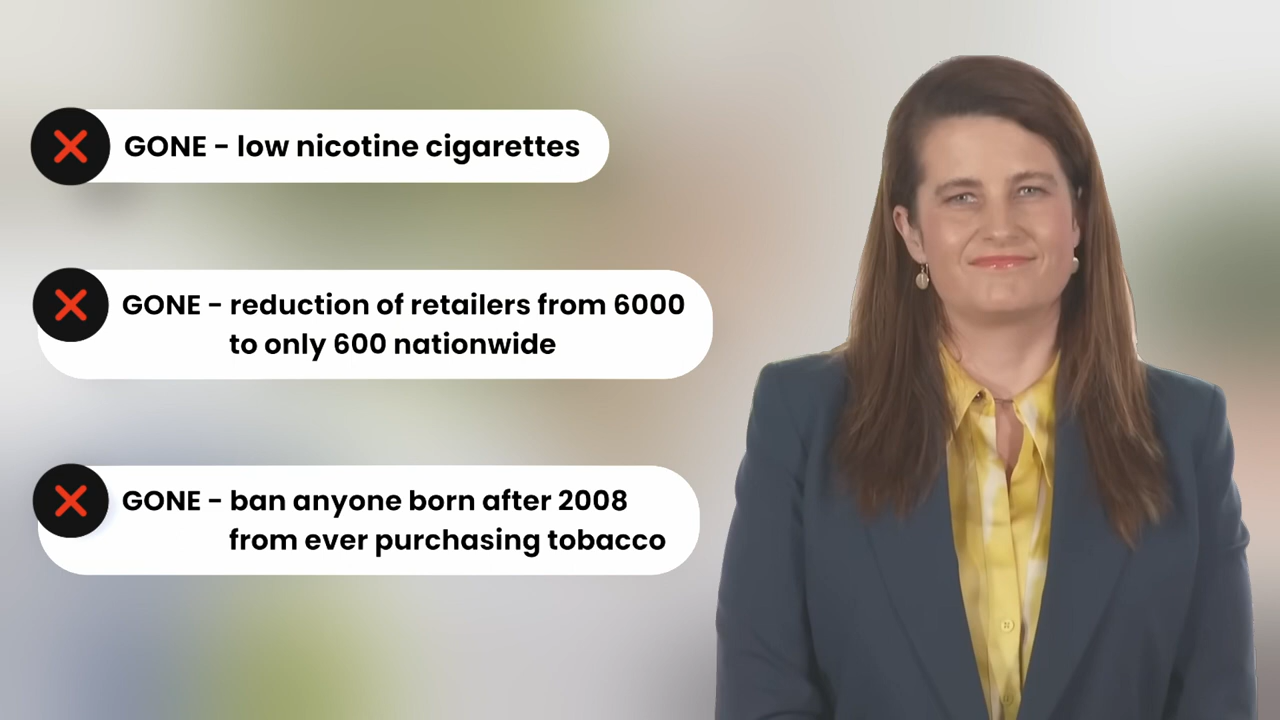 GONE - low nicotine cigarettes
GONE - reduction of retailers from 6000
to only 600 nationwide
GONE - ban anyone born after 2008
from ever purchasing tobacco